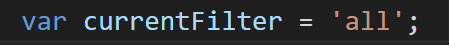 var currentFilter = 'all';